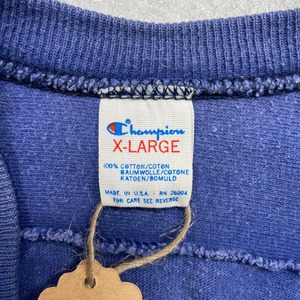 Champion
X-LARGE
100% COTTON/COTON
BAUMWOLLE/COTONE
KATOEN/BOMULD
MADE IN U.S.A. - RN 26094
FOR CARE SEE REVERSE